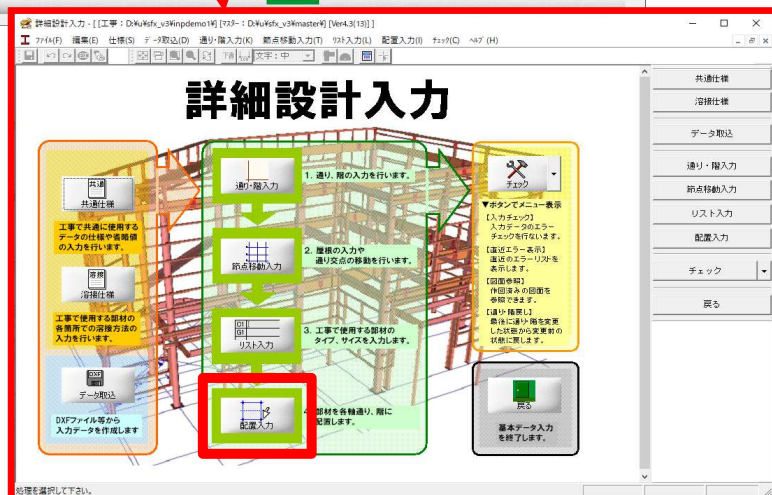 詳細設計入力 - [ [工事：D:¥u¥sfx_v3¥inpdemo1¥] [マスター：D:¥u¥sfx_v3¥master¥] [Ver4.3(13)] ]
ファイル(F) 編集(E) 仕様(S) データ取込(D) 通り・階入力(K) 節点移動入力(T) リスト入力(L) 配置入力(I) チェック(C) ヘルプ(H)
文字：中
詳細設計入力
共通
共通仕様
工事で共通に使用する
データの仕様や省略値
の入力を行います。
溶接
溶接仕様
工事で使用する部材の
各箇所での溶接方法の
入力を行います。
DXF
データ取込
DXFファイル等から
入力データを作成します
通り・階入力
1. 通り、階の入力を行います。
節点移動入力
2. 屋根の入力や
通り交点の移動を行います。
C1
G1
リスト入力
3. 工事で使用する部材の
タイプ、サイズを入力します。
配置入力
4. 部材を各軸通り、階に
配置します。
チェック
▼ボタンでメニュー表示
【入力チェック】
入力データのエラー
チェックを行ないます。
【直近エラー表示】
直近のエラーリストを
表示します。
【図面参照】
作図済みの図面を
参照できます。
【通り・階戻し】
最後に通り・階を変更
した状態から変更前の
状態に戻します。
戻る
基本データ入力
を終了します。
共通仕様
溶接仕様
データ取込
通り・階入力
節点移動入力
リスト入力
配置入力
チェック
戻る
処理を選択して下さい。